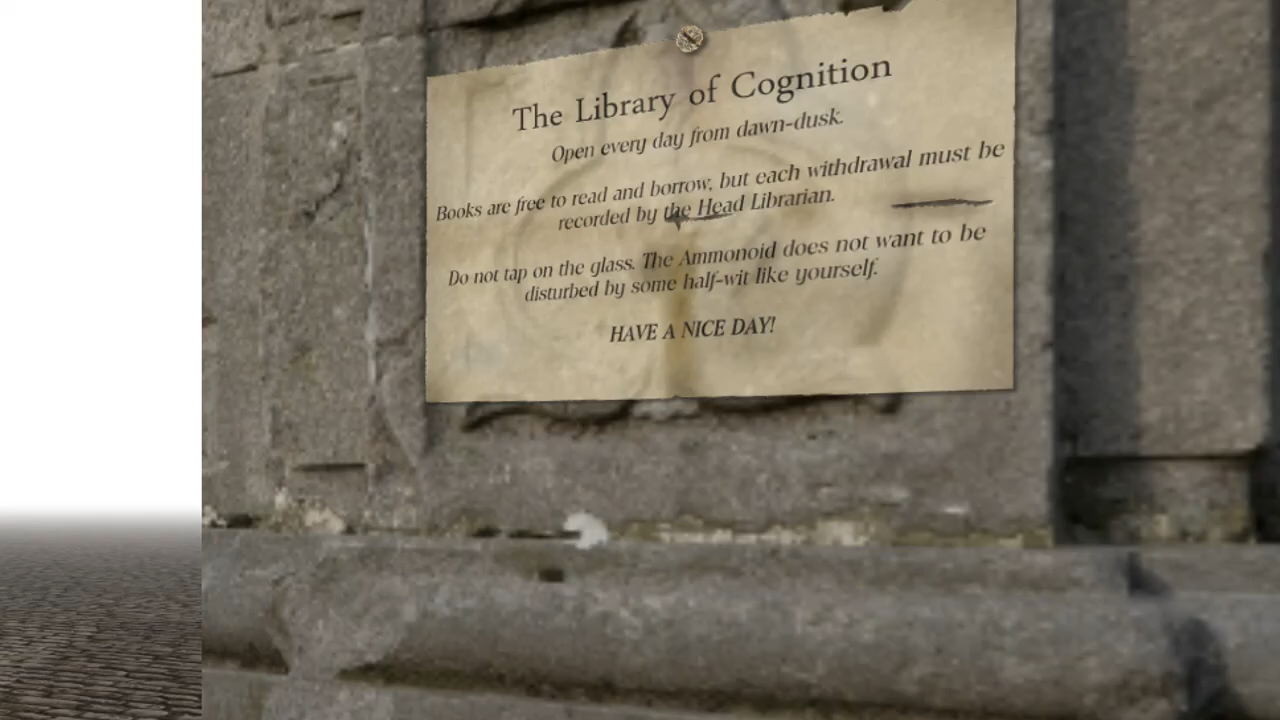 The Library of Cognition
Open every day from dawn-dusk.
Books are free to read and borrow, but each withdrawal must be
recorded by the Head Librarian.
Do not tap on the glass. The Ammonoid does not want to be
disturbed by some half-wit like yourself.
HAVE A NICE DAY!